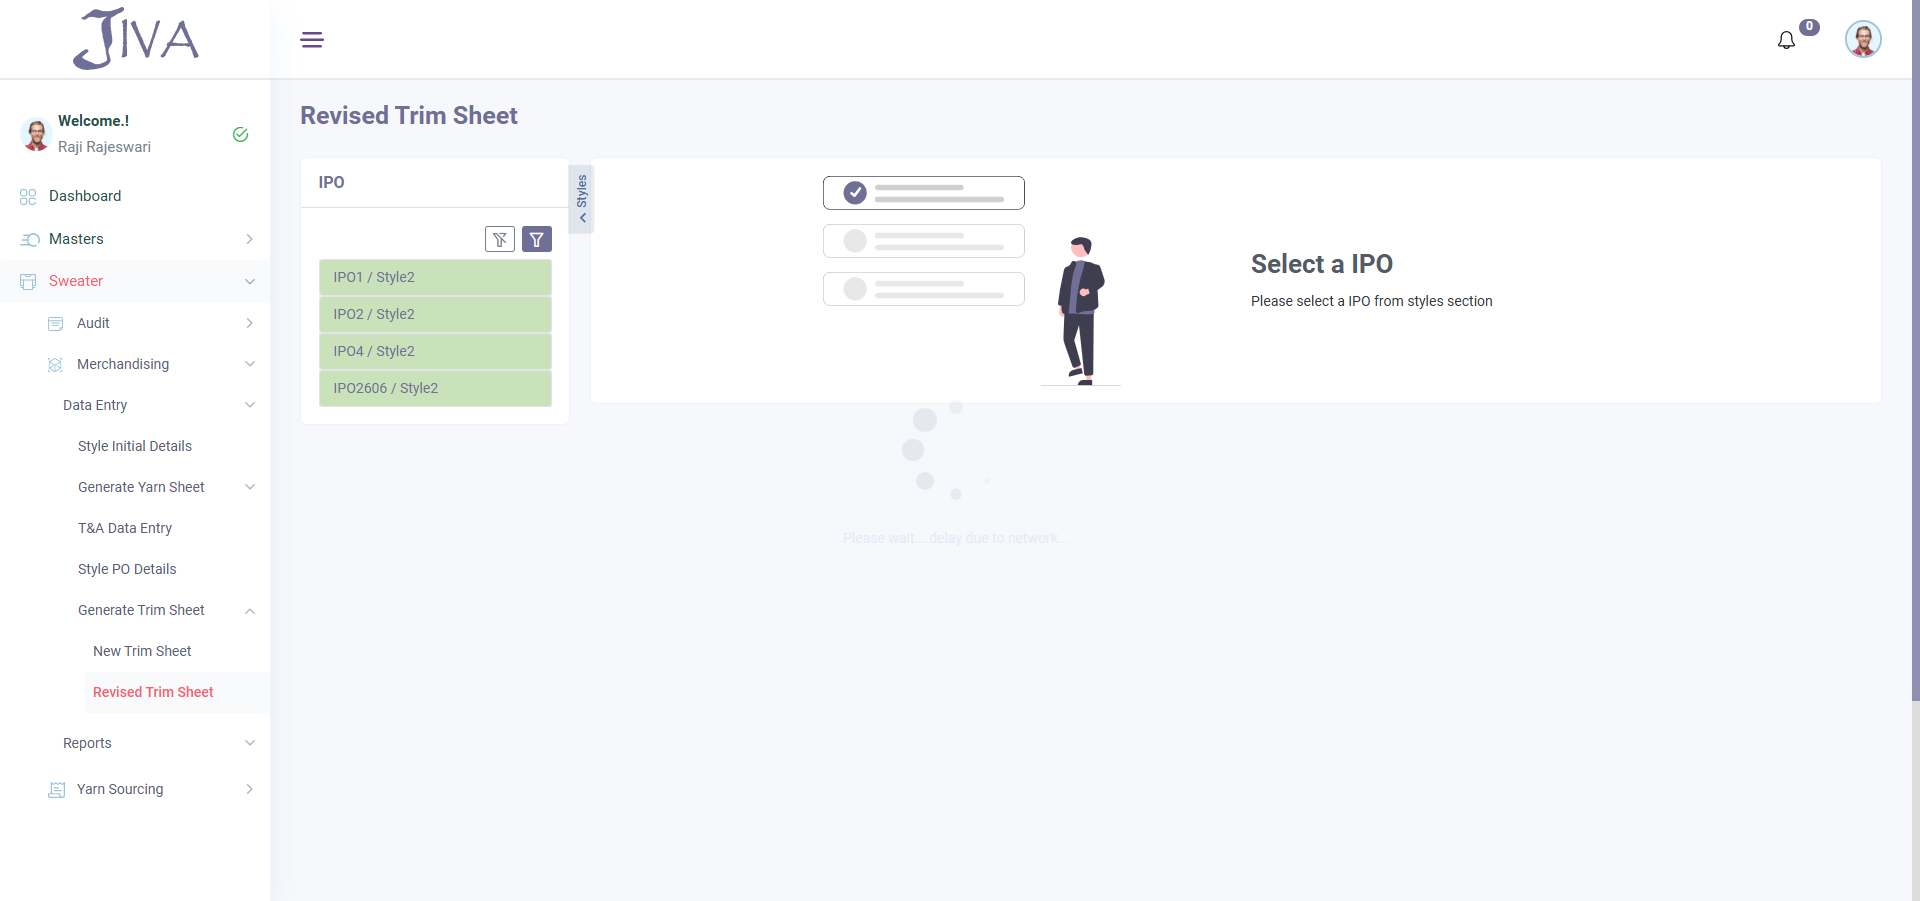 JIVA
0
Welcome.!
Raji Rajeswari
Dashboard
Masters
Sweater
Audit
Merchandising
Data Entry
Style Initial Details
Generate Yarn Sheet
T&A Data Entry
Style PO Details
Generate Trim Sheet
New Trim Sheet
Revised Trim Sheet
Reports
Yarn Sourcing
Revised Trim Sheet
IPO
Styles
IPO1 / Style2
IPO2 / Style2
IPO4 / Style2
IPO2606 / Style2
Select a IPO
Please select a IPO from styles section
Please wait....delay due to network...